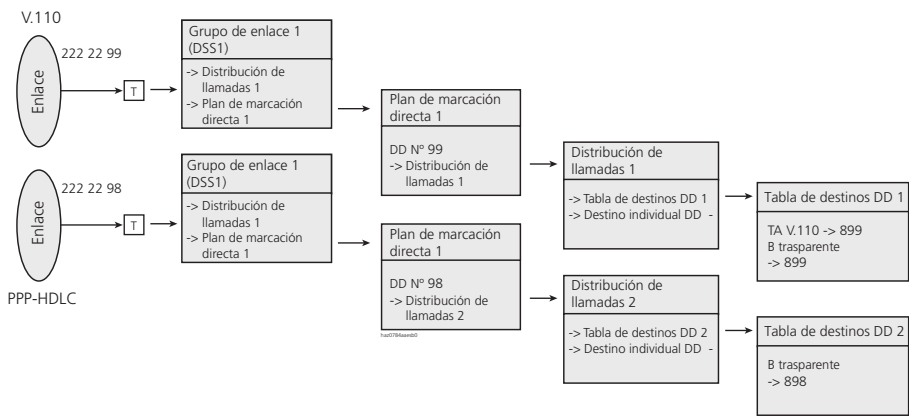 V.110
Enlace
222 22 99
T
Grupo de enlace 1
(DSS1)
-> Distribución de
llamadas 1
-> Plan de marcación
directa 1
Plan de marcación
directa 1
DD Nº 99
-> Distribución de
llamadas 1
Distribución de
llamadas 1
-> Tabla de destinos DD 1
-> Destino individual DD -
Tabla de destinos DD 1
TA V.110 -> 899
B trasparente
-> 899
Enlace
222 22 98
T
PPP-HDLC
Grupo de enlace 1
(DSS1)
-> Distribución de
llamadas 1
-> Plan de marcación
directa 1
Plan de marcación
directa 1
DD Nº 98
-> Distribución de
llamadas 2
Distribución de
llamadas 2
-> Tabla de destinos DD 2
-> Destino individual DD -
Tabla de destinos DD 2
B trasparente
-> 898